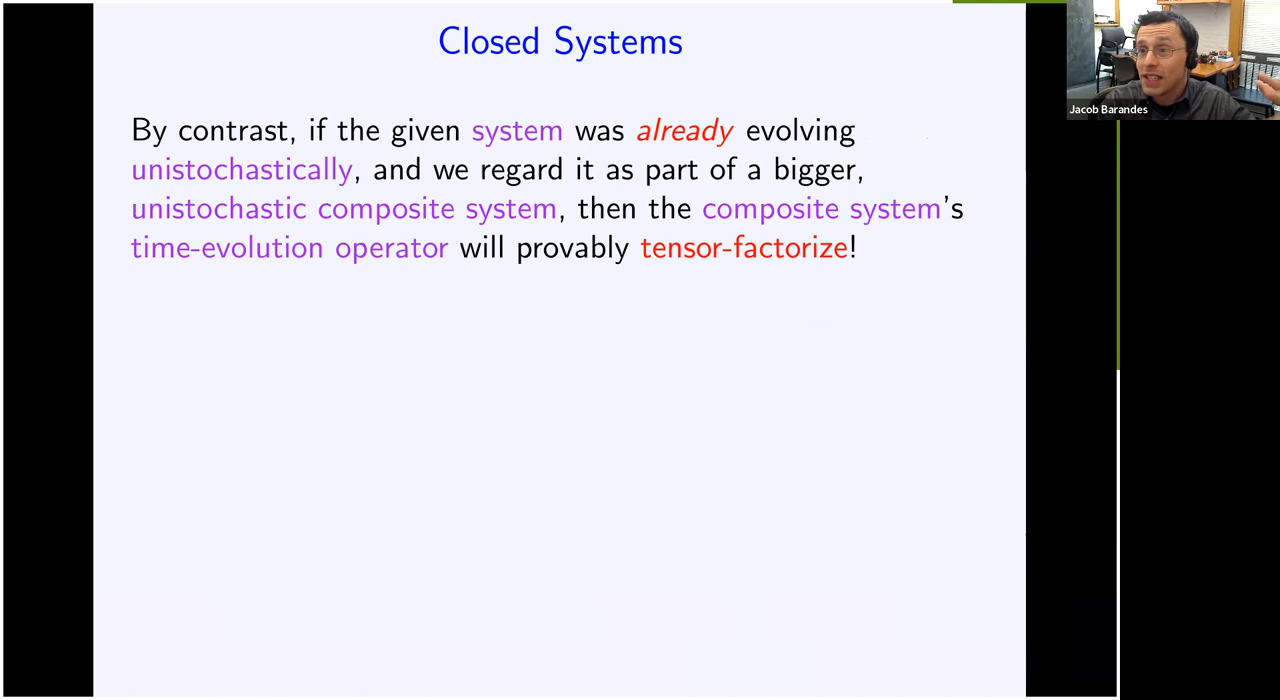 Closed Systems
By contrast, if the given system was already evolving
unistochastically, and we regard it as part of a bigger,
unistochastic composite system, then the composite system's
time-evolution operator will provably tensor-factorize!
Jacob Barandes